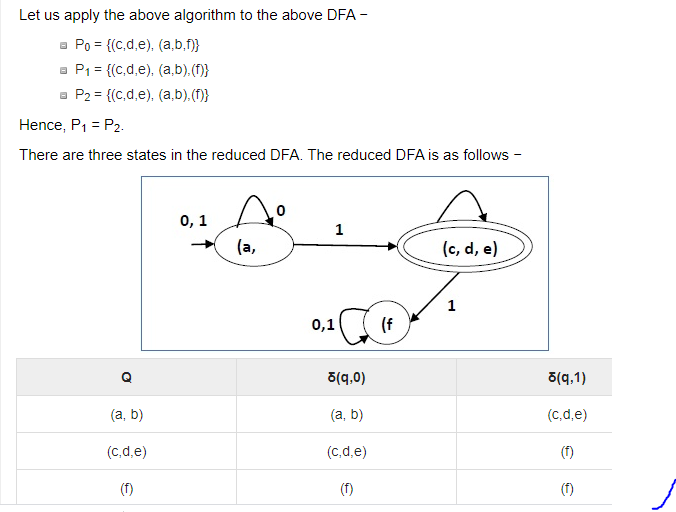 Let us apply the above algorithm to the above DFA −
P0 = {(c,d,e), (a,b,f)}
P1 = {(c,d,e), (a,b),(f)}
P2 = {(c,d,e), (a,b),(f)}
Hence, P1 = P2.
There are three states in the reduced DFA. The reduced DFA is as follows −
0, 1
0
1
(a,
(c, d, e)
1
0,1
(f
Q δ(q,0) δ(q,1)
(a, b) (a, b) (c,d,e)
(c,d,e) (c,d,e) (f)
(f) (f) (f)